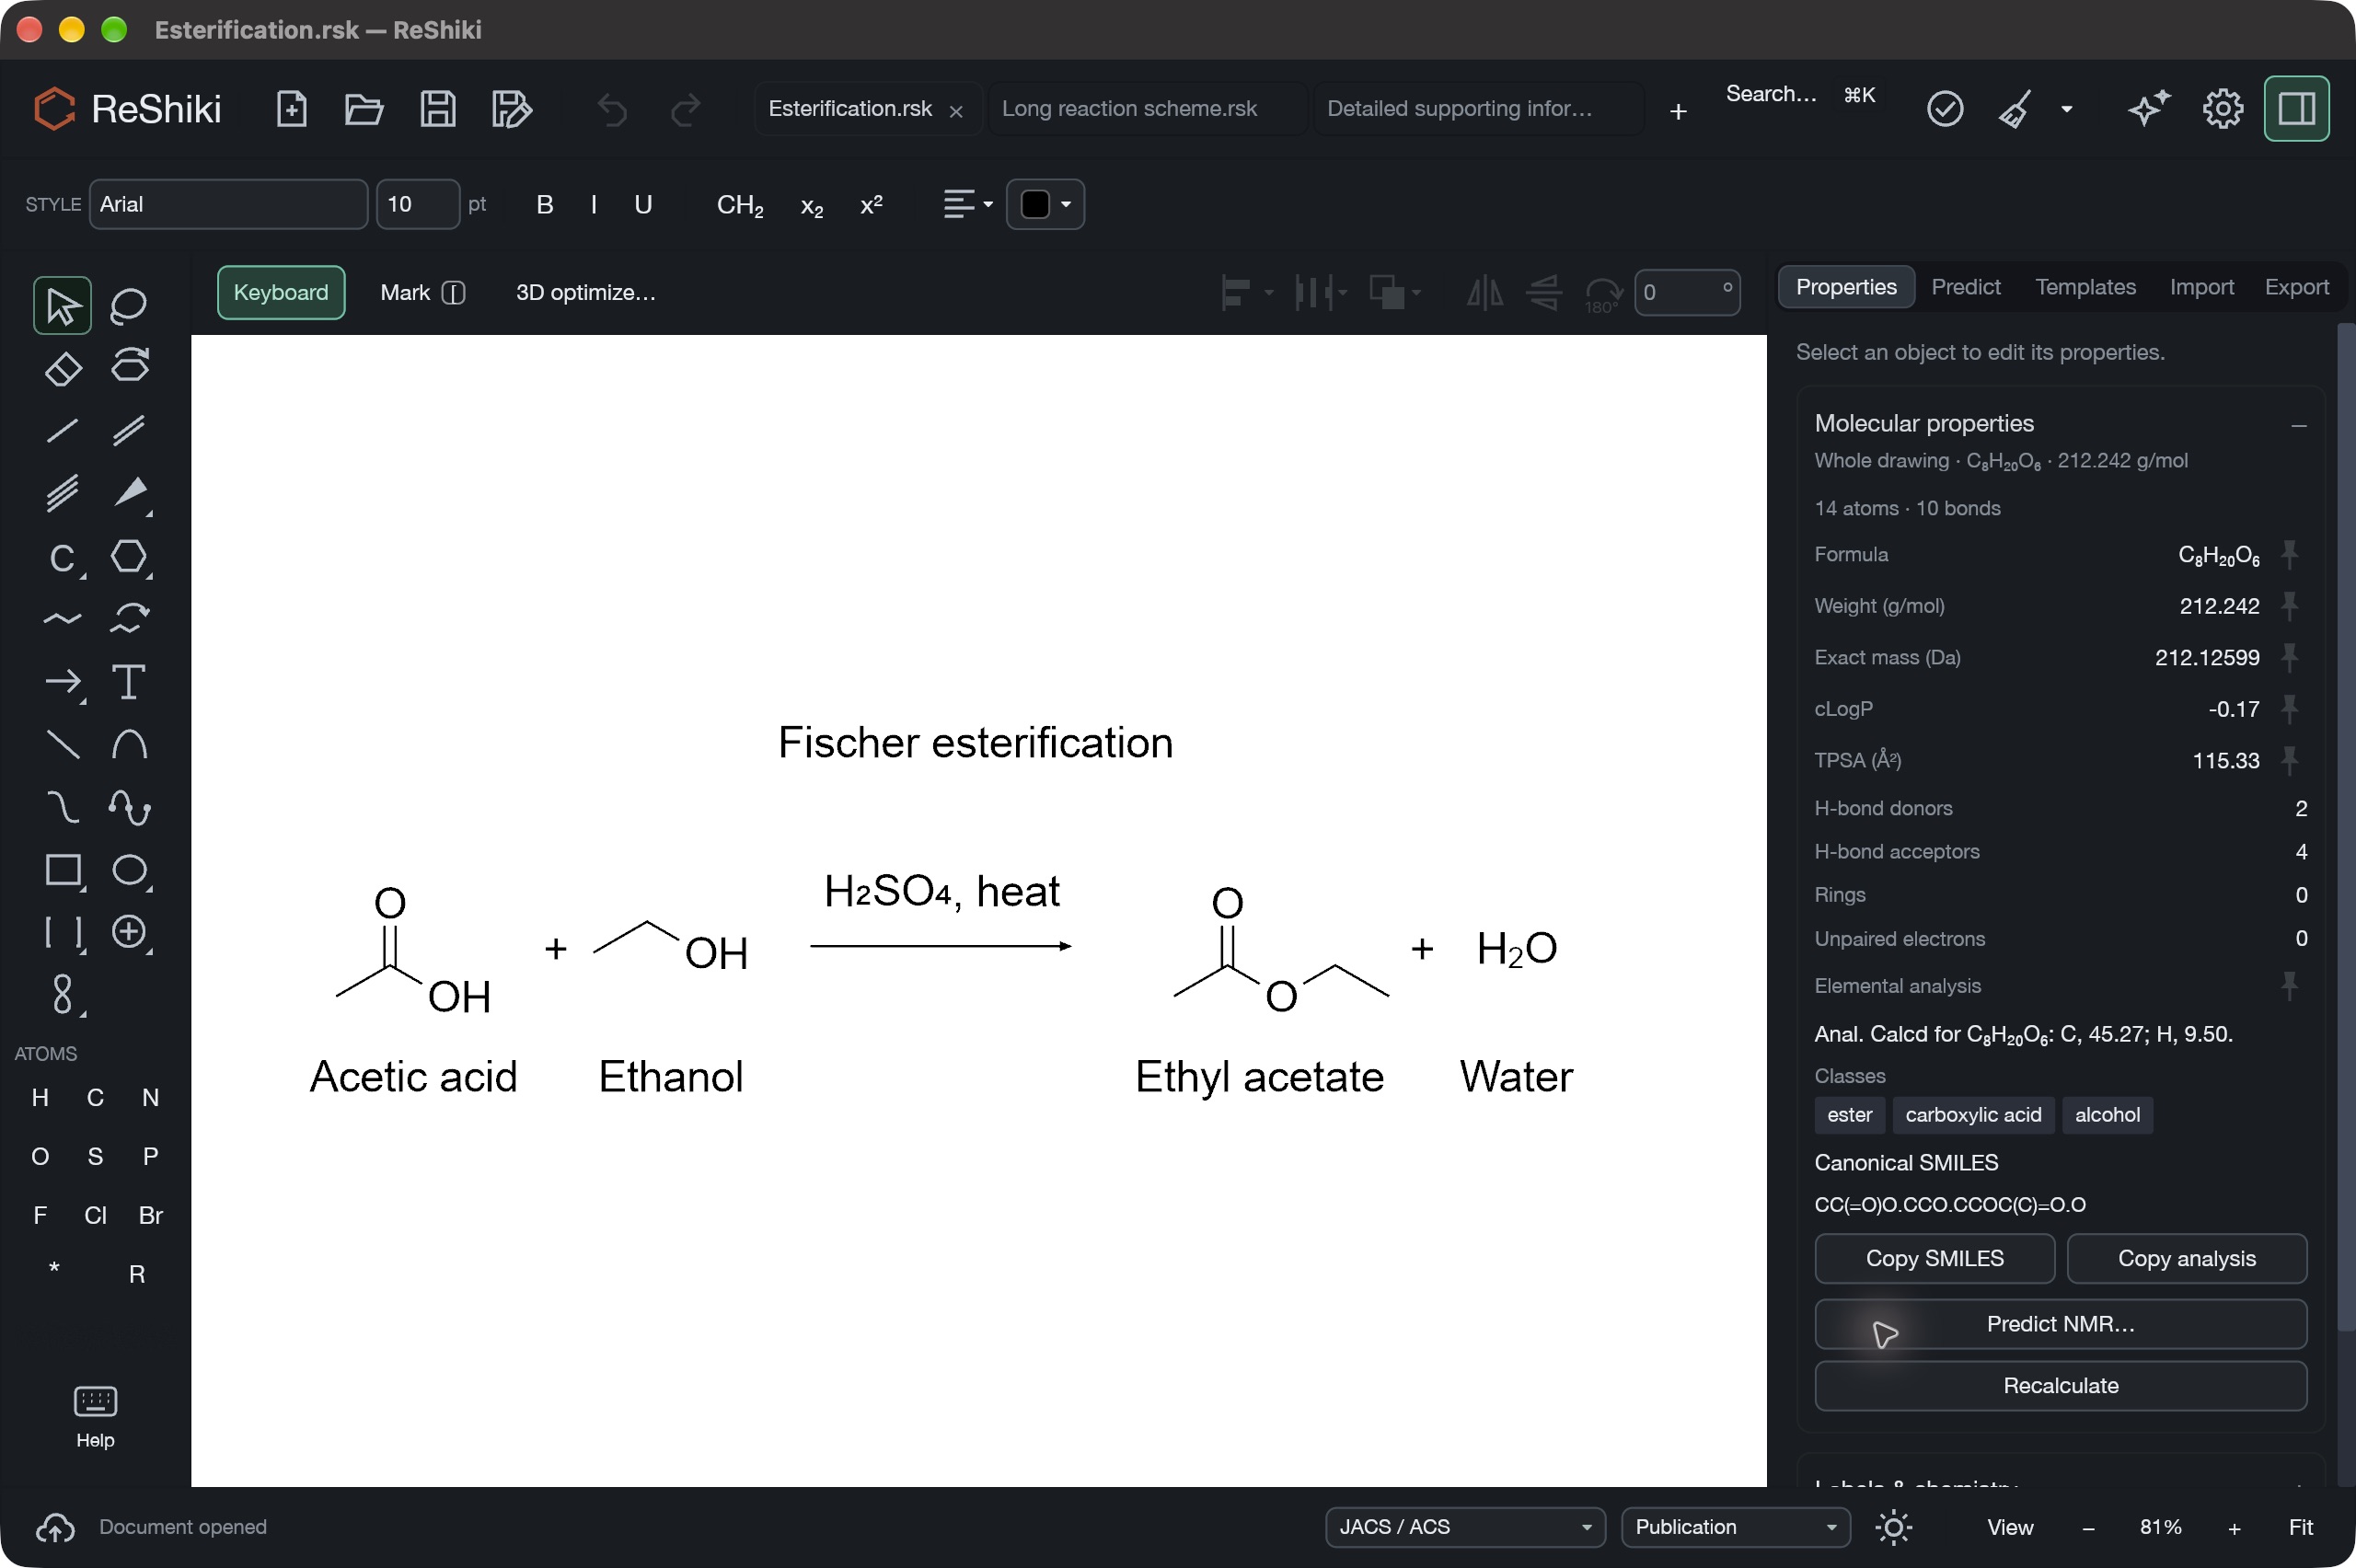 Esterification.rsk — ReShiki
ReShiki
Esterification.rsk ×
Long reaction scheme.rsk
Detailed supporting infor…
+
Search… ⌘K
STYLE Arial 10 pt B I U CH₂ x₂ x²
Keyboard Mark 3D optimize…
180° 0 °
Properties Predict Templates Import Export
Select an object to edit its properties.
Molecular properties –
Whole drawing · C₈H₂₀O₆ · 212.242 g/mol
14 atoms · 10 bonds
Formula C₈H₂₀O₆
Weight (g/mol) 212.242
Exact mass (Da) 212.12599
cLogP -0.17
TPSA (Å²) 115.33
H-bond donors 2
H-bond acceptors 4
Rings 0
Unpaired electrons 0
Elemental analysis
Anal. Calcd for C₈H₂₀O₆: C, 45.27; H, 9.50.
Classes
ester carboxylic acid alcohol
Canonical SMILES
CC(=O)O.CCO.CCOC(C)=O.O
Copy SMILES Copy analysis
Predict NMR…
Recalculate
C
T
[ ]
ATOMS
H C N
O S P
F Cl Br
* R
Help
Fischer esterification
H₂SO₄, heat
O O
+ OH + H₂O
OH O
Acetic acid Ethanol Ethyl acetate Water
Document opened
JACS / ACS Publication View – 81% + Fit